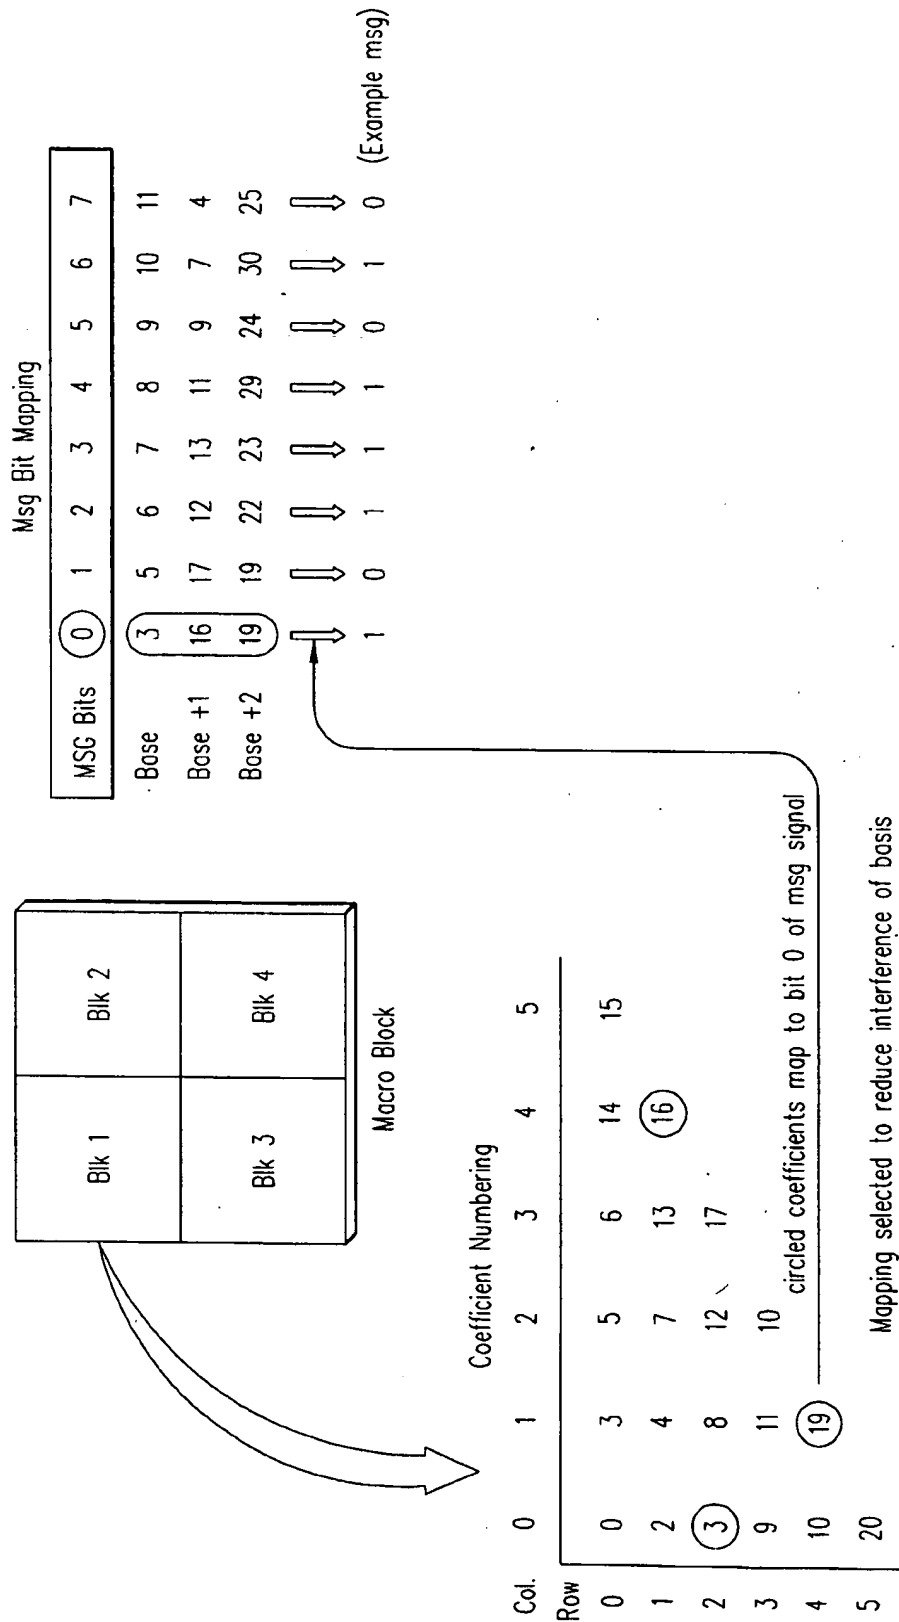 Msg Bit Mapping
MSG Bits 0 1 2 3 4 5 6 7
Base 3 5 6 7 8 9 10 11
Base +1 16 17 12 13 11 9 7 4
Base +2 19 19 22 23 29 24 30 25
1 0 1 1 1 0 1 0 (Example msg)
Blk 1 Blk 2
Blk 3 Blk 4
Macro Block
Coefficient Numbering
Col. 0 1 2 3 4 5
Row
0 0 3 5 6 14 15
1 2 4 7 13 16
2 3 8 12 17
3 9 11 10
4 10 19
5 20
circled coefficients map to bit 0 of msg signal
Mapping selected to reduce interference of basis